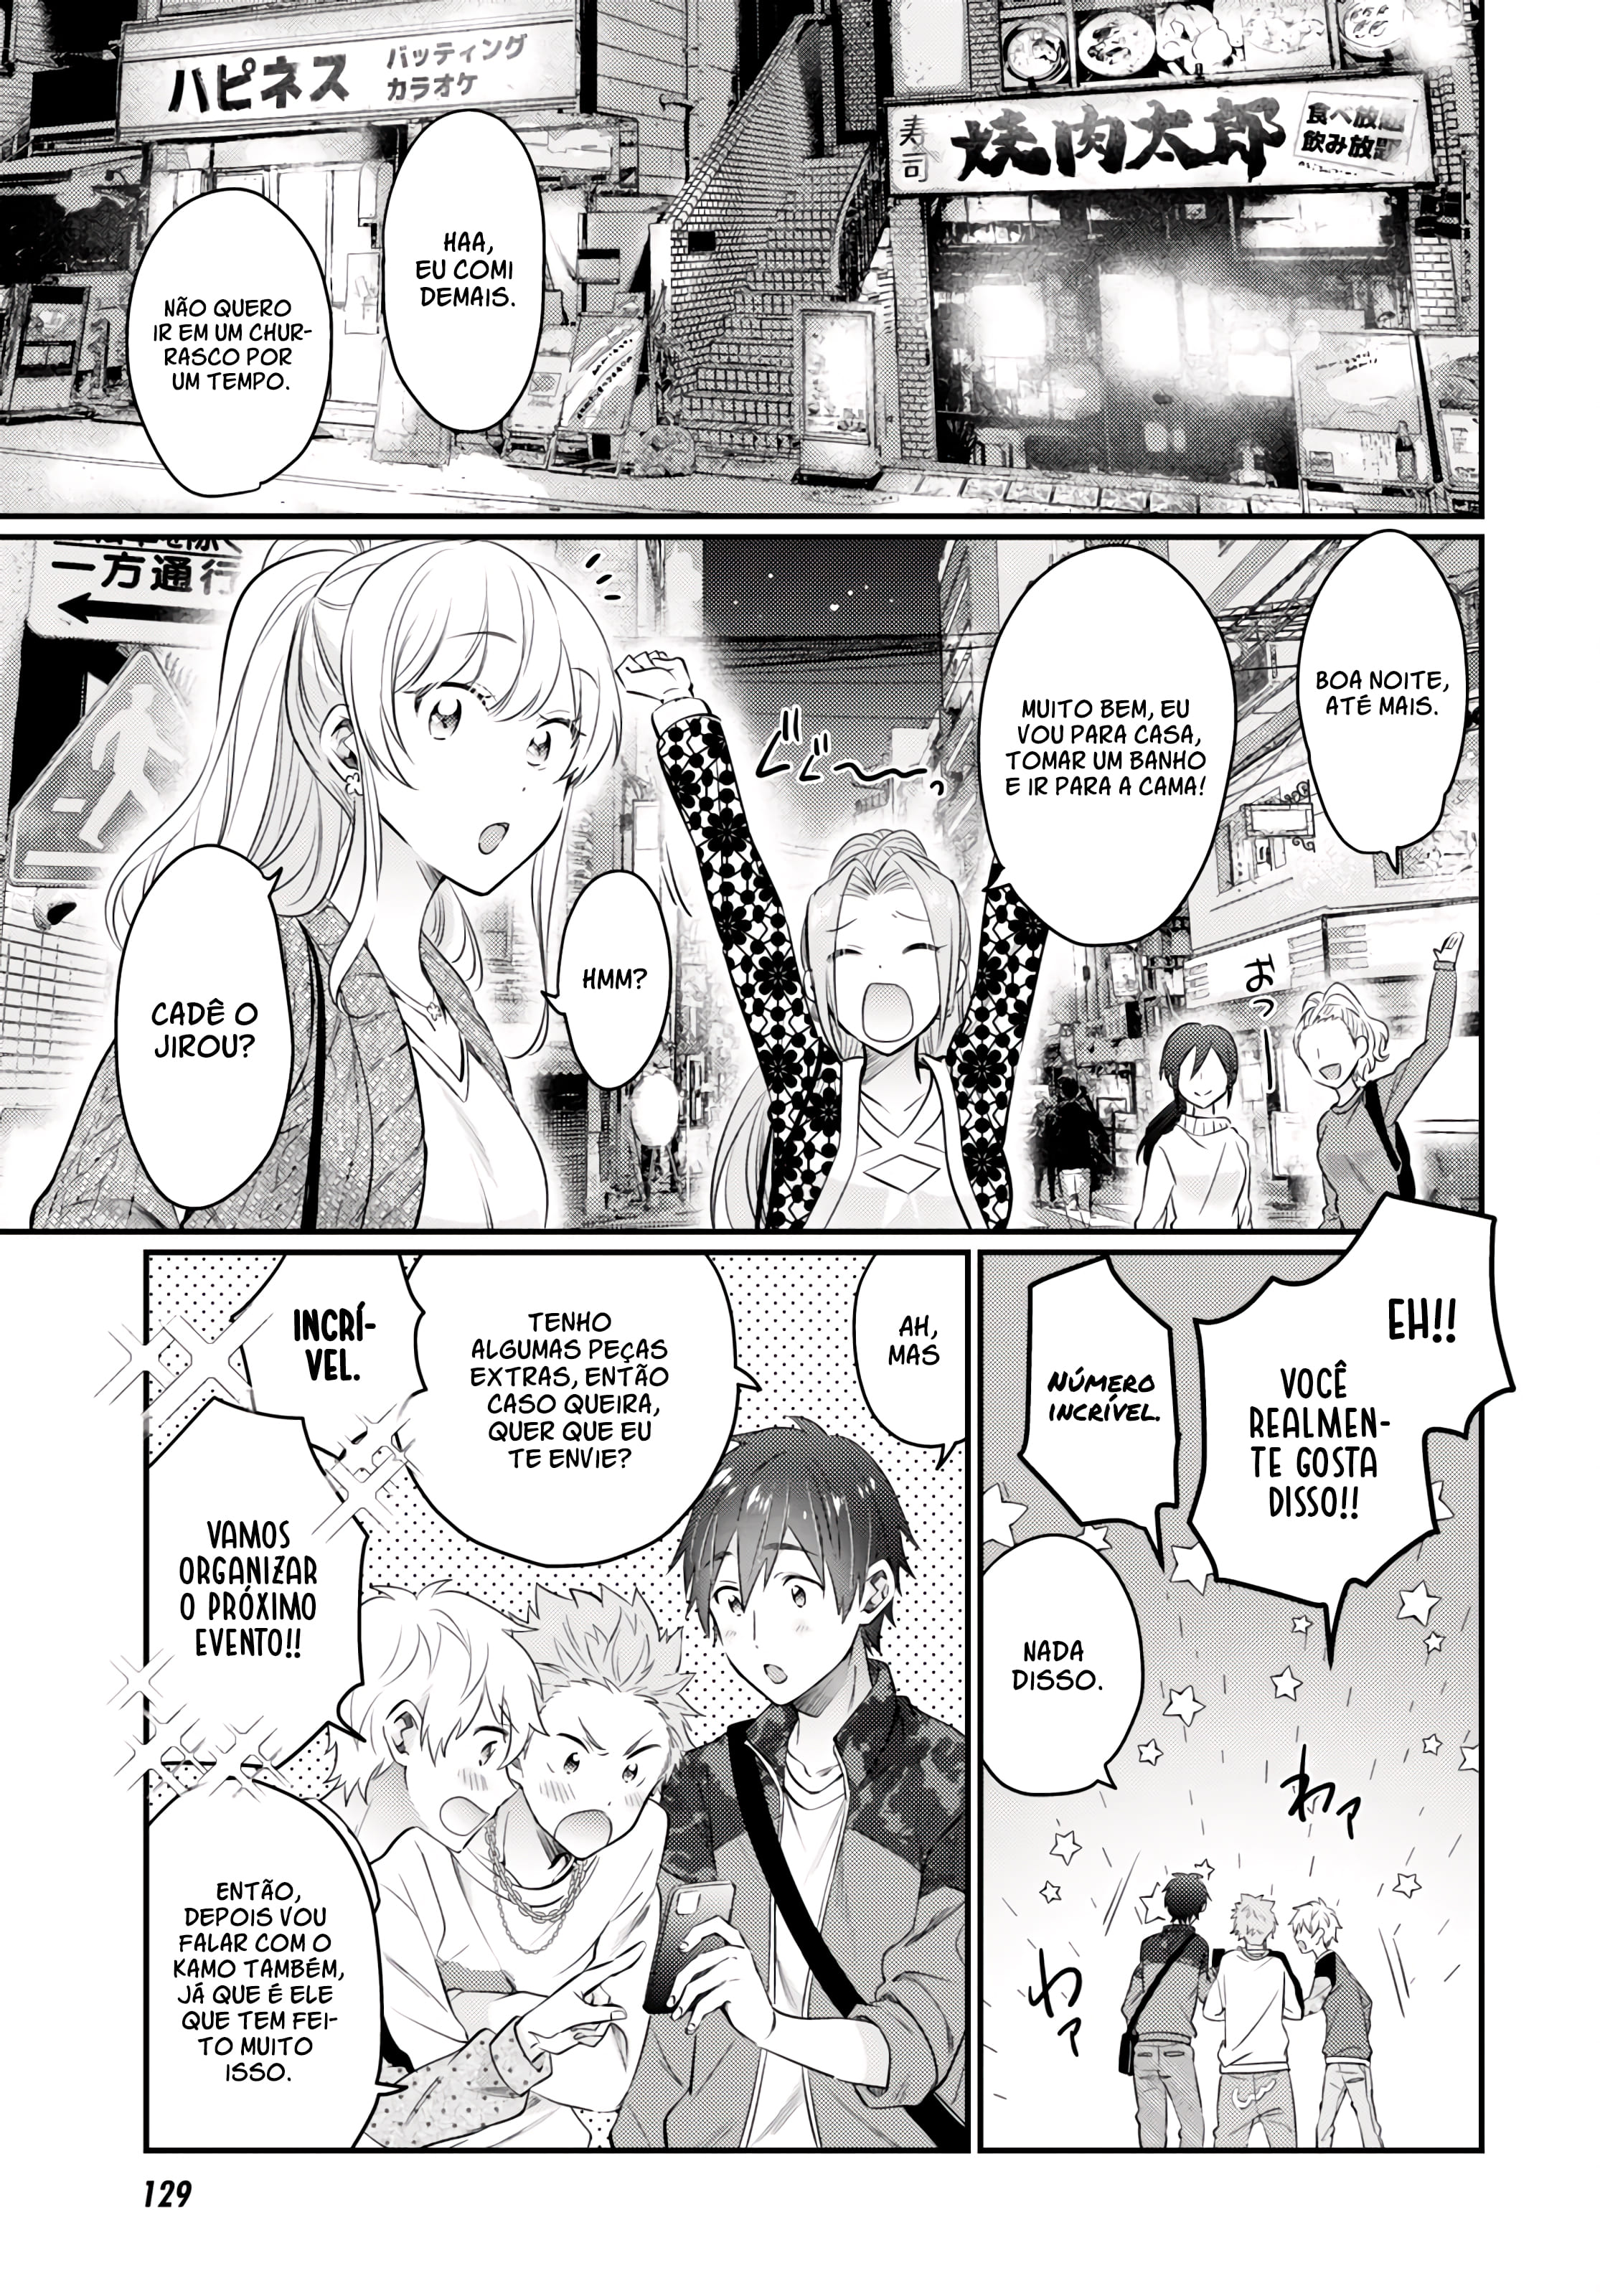 ハピネス
バッティング
カラオケ
寿司
焼肉太郎
食べ放題
飲み放題
HAA,
EU COMI
DEMAIS.
NÃO QUERO
IR EM UM CHUR-
RASCO POR
UM TEMPO.
BOA NOITE,
ATÉ MAIS.
おっ
MUITO BEM, EU
VOU PARA CASA,
TOMAR UM BANHO
E IR PARA A CAMA!
一方通行
HMM?
CADÊ O
JIROU?
EH!!
VOCÊ
REALMEN-
TE GOSTA
DISSO!!
NÚMERO
INCRÍVEL.
NADA
DISSO.
わァ
わァ
AH,
MAS
TENHO
ALGUMAS PEÇAS
EXTRAS, ENTÃO
CASO QUEIRA,
QUER QUE EU
TE ENVIE?
INCRÍ-
VEL.
VAMOS
ORGANIZAR
O PRÓXIMO
EVENTO!!
ENTÃO,
DEPOIS VOU
FALAR COM O
KAMO TAMBÉM,
JÁ QUE É ELE
QUE TEM FEI-
TO MUITO
ISSO.
129